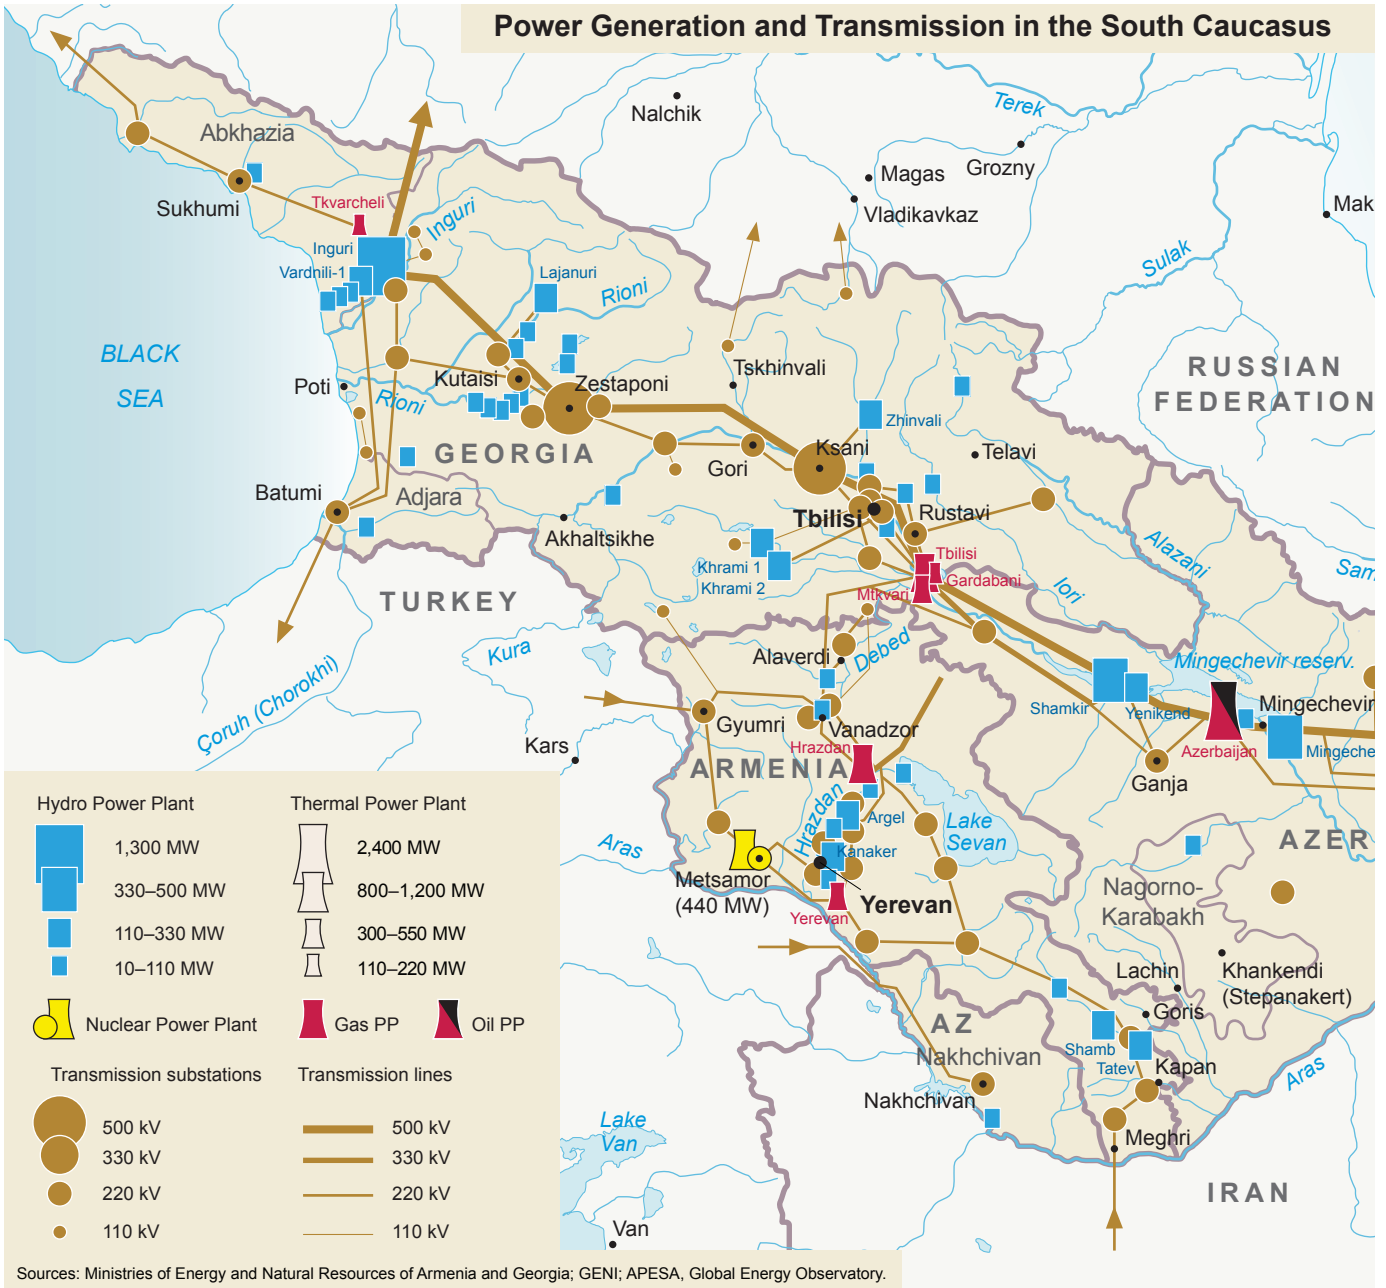 Power Generation and Transmission in the South Caucasus
Nalchik
Terek
Abkhazia
Grozny
Magas
Vladikavkaz
Mak
Sukhumi
Tkvarcheli
Inguri
Inguri
Sulak
Vardnili-1
Lajanuri
Rioni
BLACK
SEA
RUSSIAN
FEDERATION
Tskhinvali
Poti
Kutaisi
Zestaponi
Rioni
Zhinvali
GEORGIA
Ksani
Telavi
Gori
Batumi
Adjara
Tbilisi
Rustavi
Akhaltsikhe
Alazani
Tbilisi
Khrami 1
Gardabani
Khrami 2
Mtkvari
Iori
Sam
TURKEY
Debed
Kura
Alaverdi
Mingechevir reserv.
Çoruh (Chorokhi)
Shamkir
Yenikend
Mingechevir
Gyumri
Vanadzor
Kars
Hrazdan
Azerbaijan
Mingeche
ARMENIA
Ganja
Hrazdan
Argel
Lake
Sevan
AZER
Aras
Kanaker
Metsamor
(440 MW)
Nagorno-
Karabakh
Yerevan
Yerevan
Lachin
Khankendi
(Stepanakert)
Goris
AZ
Nakhchivan
Shamb
Tatev
Kapan
Aras
Nakhchivan
Meghri
Lake
Van
IRAN
Van
Hydro Power Plant
1,300 MW
330–500 MW
110–330 MW
10–110 MW
Thermal Power Plant
2,400 MW
800–1,200 MW
300–550 MW
110–220 MW
Nuclear Power Plant
Gas PP
Oil PP
Transmission substations
500 kV
330 kV
220 kV
110 kV
Transmission lines
500 kV
330 kV
220 kV
110 kV
Sources: Ministries of Energy and Natural Resources of Armenia and Georgia; GENI; APESA, Global Energy Observatory.